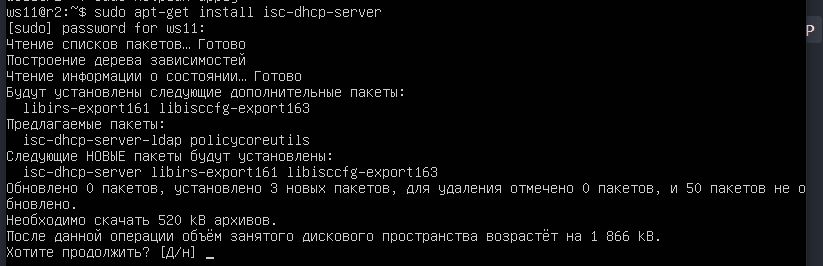 ws11@r2:~$ sudo apt-get install isc-dhcp-server
[sudo] password for ws11:
Чтение списков пакетов… Готово
Построение дерева зависимостей
Чтение информации о состоянии… Готово
Будут установлены следующие дополнительные пакеты:
  libirs-export161 libisccfg-export163
Предлагаемые пакеты:
  isc-dhcp-server-ldap policycoreutils
Следующие НОВЫЕ пакеты будут установлены:
  isc-dhcp-server libirs-export161 libisccfg-export163
Обновлено 0 пакетов, установлено 3 новых пакетов, для удаления отмечено 0 пакетов, и 50 пакетов не о
бновлено.
Необходимо скачать 520 kB архивов.
После данной операции объём занятого дискового пространства возрастёт на 1 866 kB.
Хотите продолжить? [Д/н] _
P